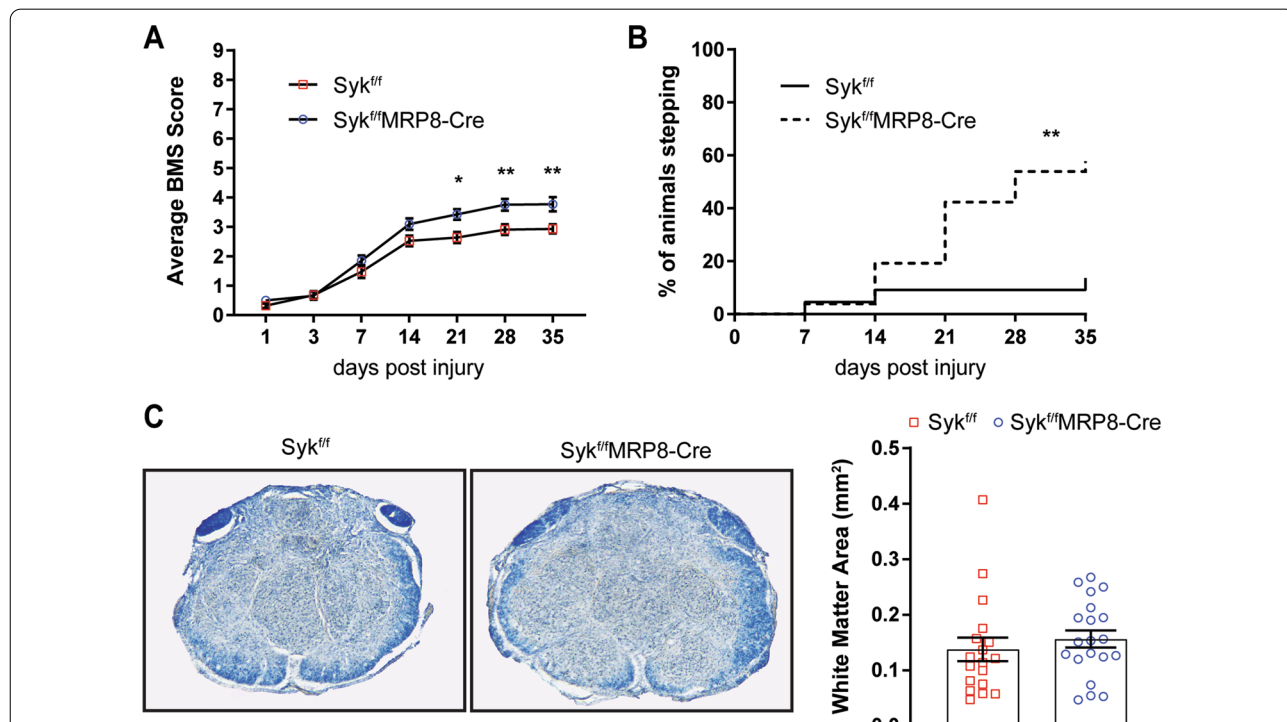 A
Average BMS Score
9
8
7
6
5
4
3
2
1
0
Syk^f/f
Syk^f/fMRP8-Cre
* ** **
1 3 7 14 21 28 35
days post injury
B
% of animals stepping
100
80
60
40
20
0
Syk^f/f
Syk^f/fMRP8-Cre
**
0 7 14 21 28 35
days post injury
C
Syk^f/f
Syk^f/fMRP8-Cre
Syk^f/f Syk^f/fMRP8-Cre
White Matter Area (mm²)
0.5
0.4
0.3
0.2
0.1
0.0